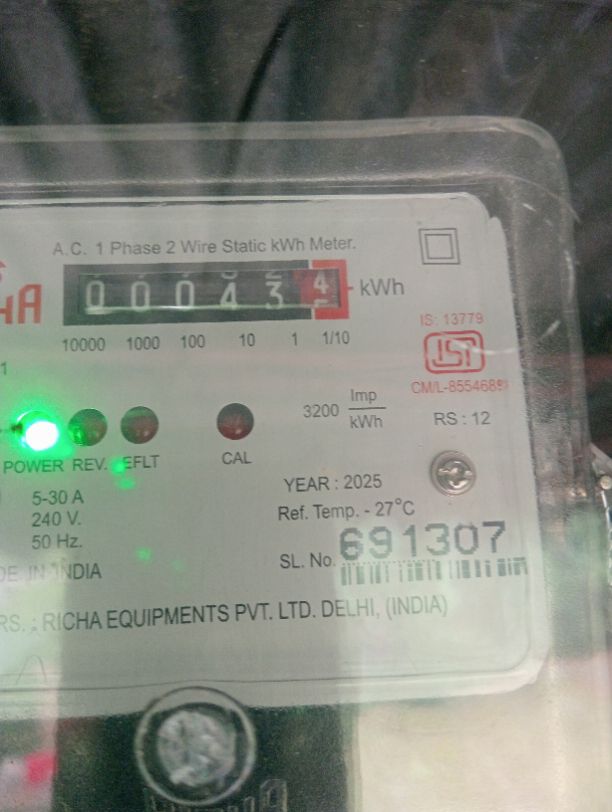 A.C. 1 Phase 2 Wire Static kWh Meter.
0 0 0 4 3 4 kWh
10000 1000 100 10 1 1/10
IS: 13779
3200 Imp/kWh
RS : 12
POWER REV. EFLT CAL
5-30 A
240 V.
50 Hz.
YEAR : 2025
Ref. Temp. - 27°C
SL. No. 691307
IN INDIA
RICHA EQUIPMENTS PVT. LTD. DELHI, (INDIA)